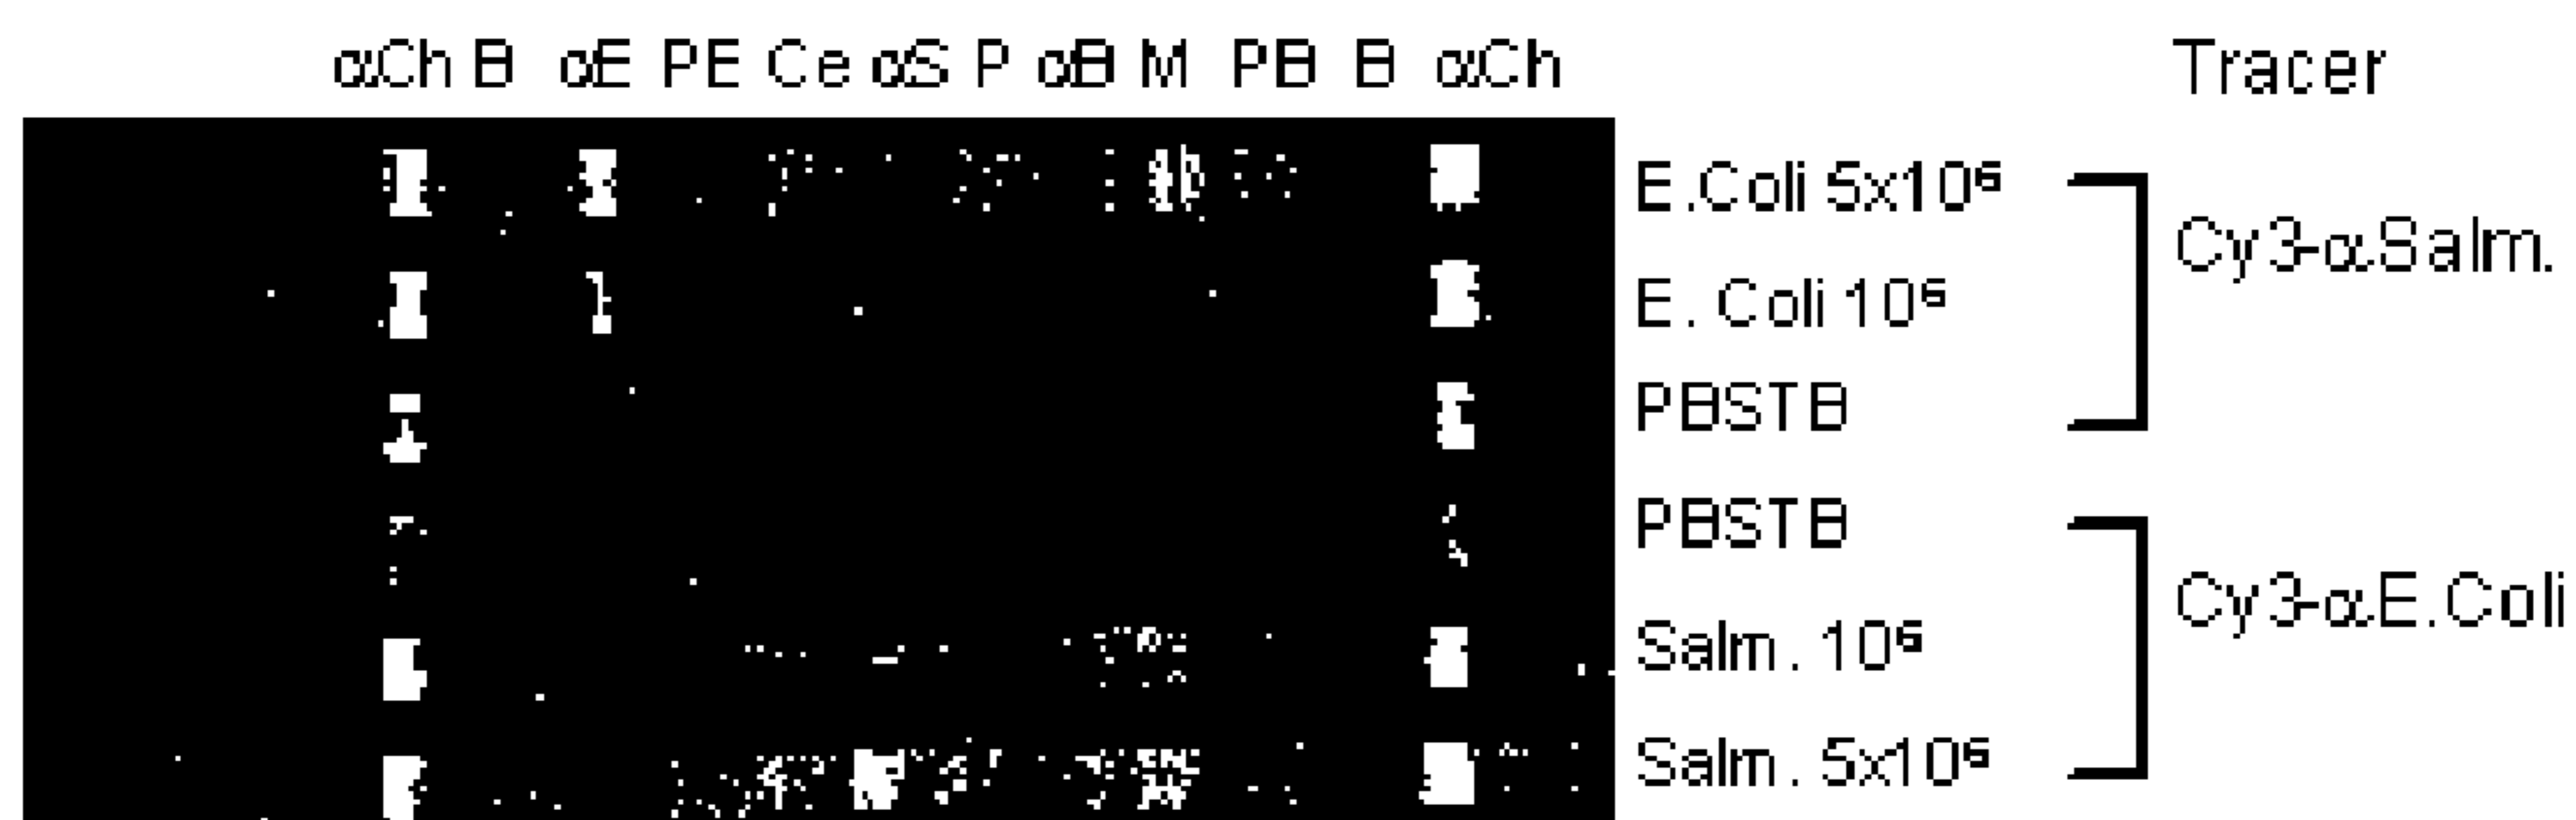 αCh B αE PE Ce αS P αB M PB B αCh Tracer
E.Coli 5x10⁶
Cy3-αSalm.
E. Coli 10⁶
PBSTB
PBSTB
Cy3-αE.Coli
Salm. 10⁶
Salm. 5x10⁶